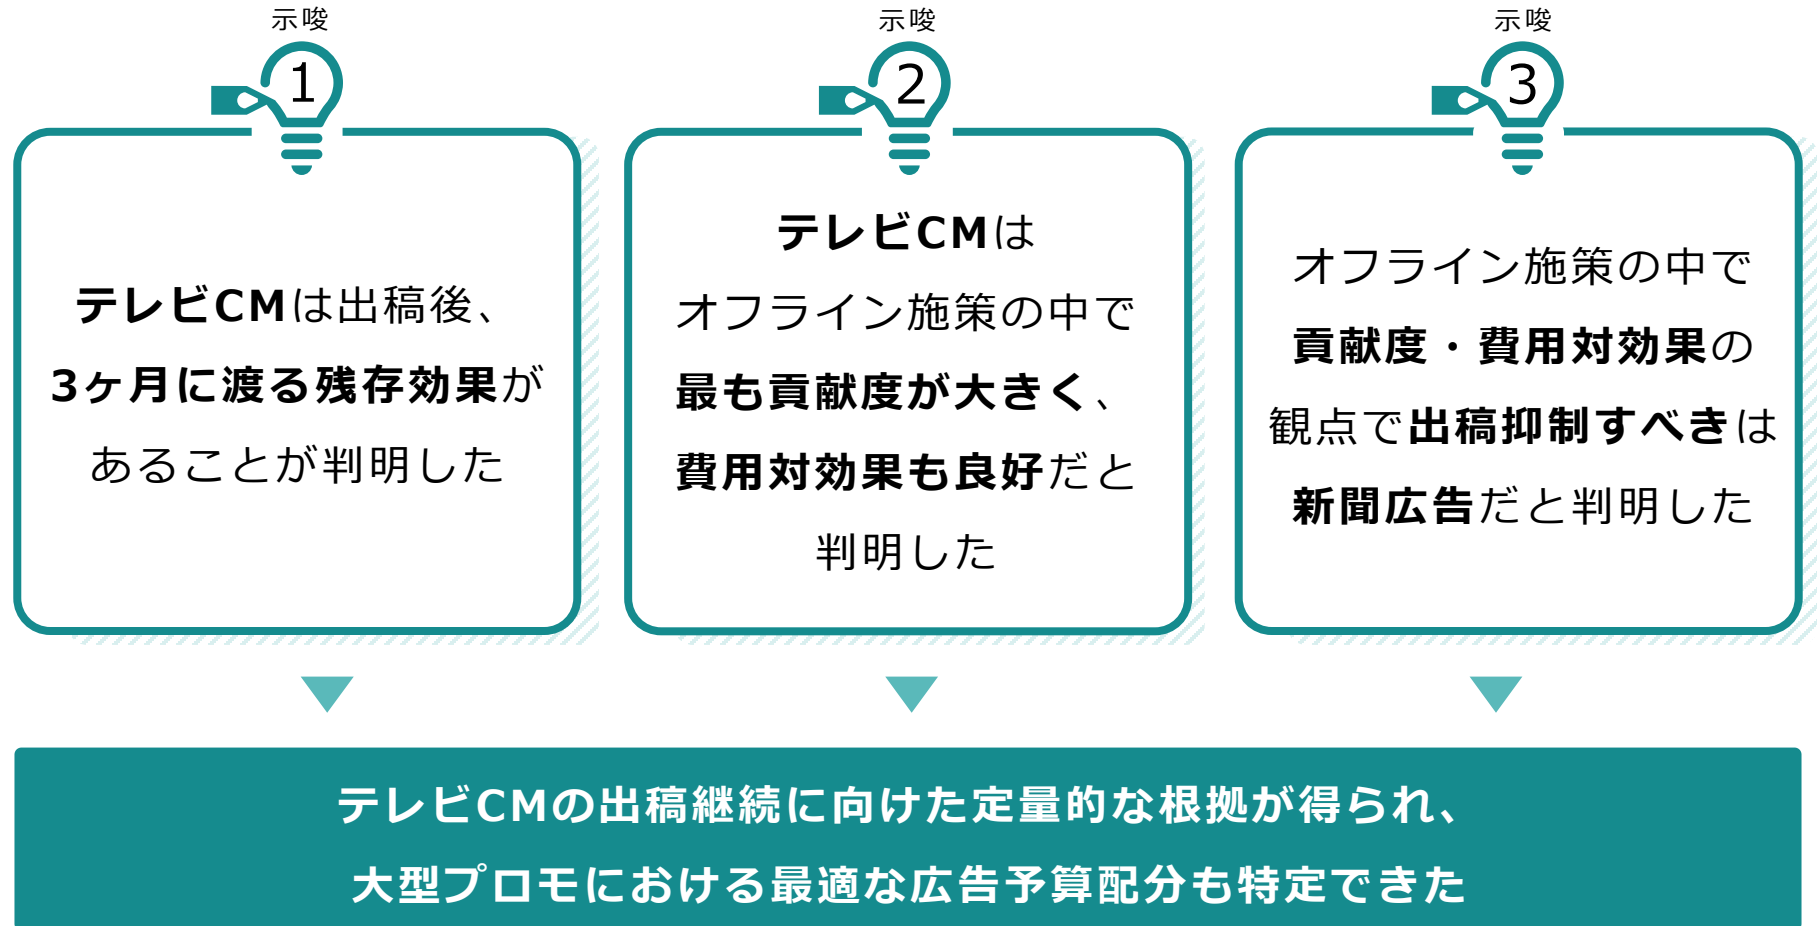 示唆
1
テレビCMは出稿後、
3ヶ月に渡る残存効果が
あることが判明した
示唆
2
テレビCMは
オフライン施策の中で
最も貢献度が大きく、
費用対効果も良好だと
判明した
示唆
3
オフライン施策の中で
貢献度・費用対効果の
観点で出稿抑制すべきは
新聞広告だと判明した
テレビCMの出稿継続に向けた定量的な根拠が得られ、
大型プロモにおける最適な広告予算配分も特定できた